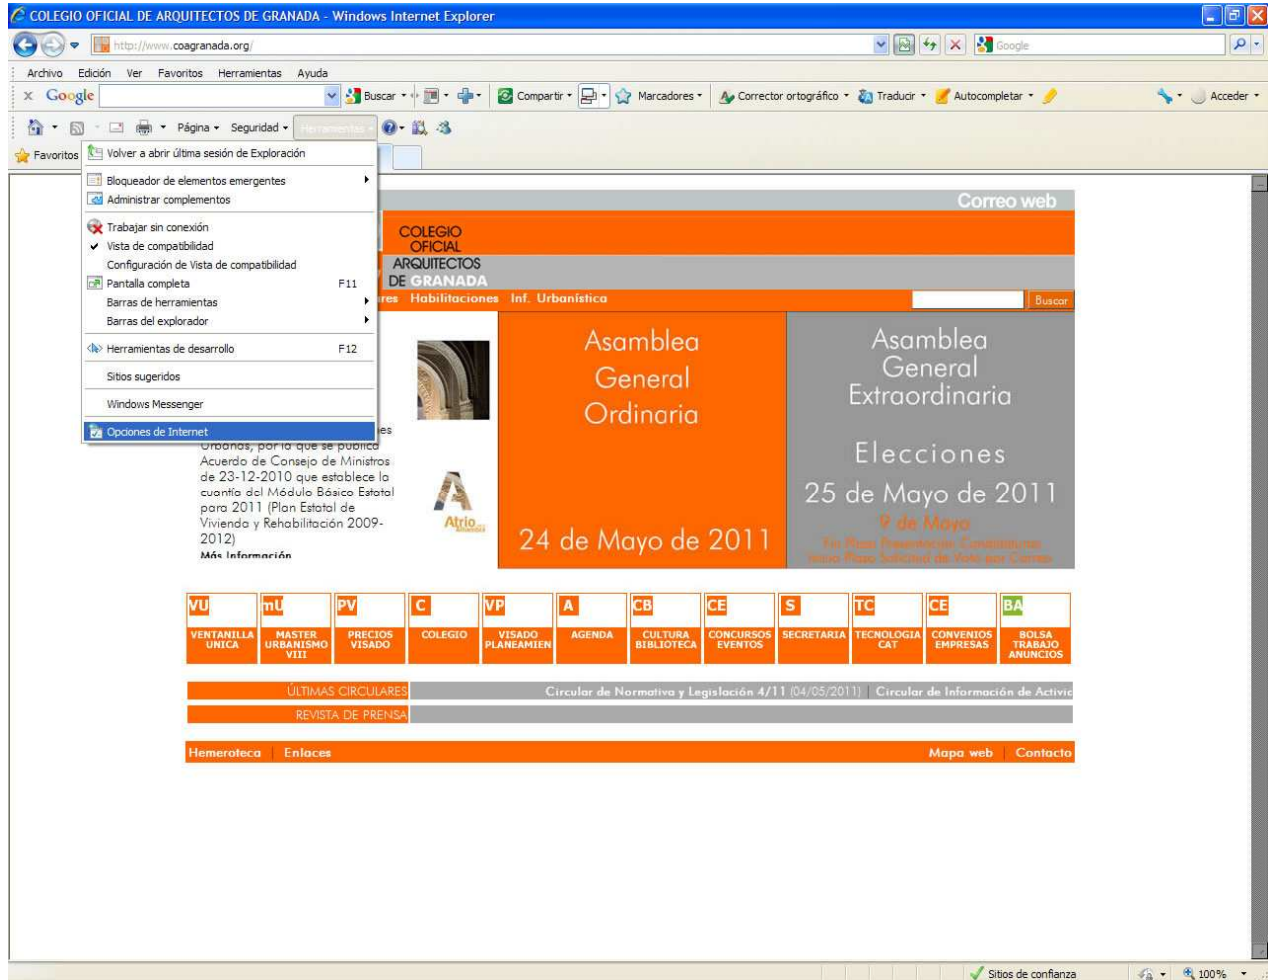 COLEGIO OFICIAL DE ARQUITECTOS DE GRANADA - Windows Internet Explorer
http://www.coagranada.org/
Google
Archivo Edición Ver Favoritos Herramientas Ayuda
x Google Buscar Compartir Marcadores Corrector ortográfico Traducir Autocompletar Acceder
Página Seguridad Herramientas
Favoritos
Volver a abrir última sesión de Exploración
Bloqueador de elementos emergentes
Administrar complementos
Trabajar sin conexión
Vista de compatibilidad
Configuración de Vista de compatibilidad
Pantalla completa F11
Barras de herramientas
Barras del explorador
Herramientas de desarrollo F12
Sitios sugeridos
Windows Messenger
Opciones de Internet
Correo web
COLEGIO
OFICIAL
ARQUITECTOS
DE GRANADA
Habilitaciones Inf. Urbanística
Buscar
Urbanas, por la que se publica
Acuerdo de Consejo de Ministros
de 23-12-2010 que establece la
cuantía del Módulo Básico Estatal
para 2011 (Plan Estatal de
Vivienda y Rehabilitación 2009-
2012)
Más Información
Atrio
Asamblea
General
Ordinaria
24 de Mayo de 2011
Asamblea
General
Extraordinaria
Elecciones
25 de Mayo de 2011
9 de Mayo
VU mU PV C VP A CB CE S TC CE BA
VENTANILLA UNICA
MASTER URBANISMO VIII
PRECIOS VISADO
COLEGIO
VISADO PLANEAMIEN
AGENDA
CULTURA BIBLIOTECA
CONCURSOS EVENTOS
SECRETARIA
TECNOLOGIA CAT
CONVENIOS EMPRESAS
BOLSA TRABAJO ANUNCIOS
ÚLTIMAS CIRCULARES Circular de Normativa y Legislación 4/11 (04/05/2011) | Circular de Información de Activic
REVISTA DE PRENSA
Hemeroteca | Enlaces Mapa web | Contacto
Sitios de confianza 100%